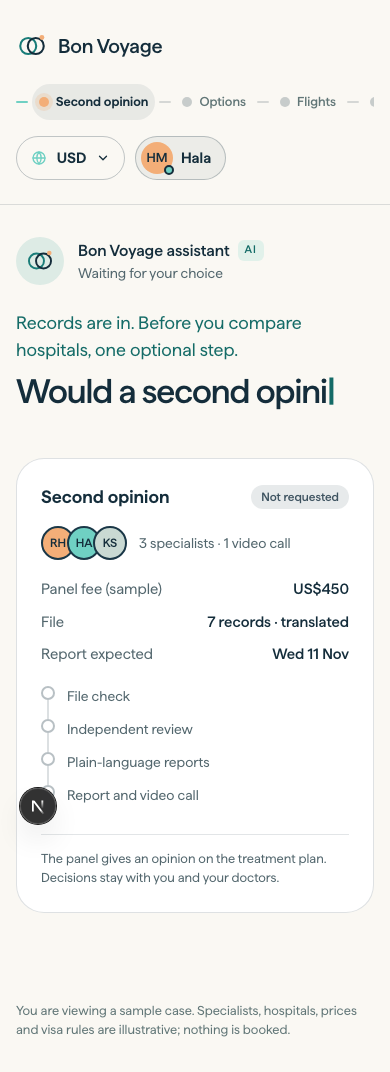 Bon Voyage
Second opinion
Options
Flights
USD
HM
Hala
Bon Voyage assistant
AI
Waiting for your choice
Records are in. Before you compare
hospitals, one optional step.
Would a second opini
Second opinion
Not requested
RH
HA
KS
3 specialists · 1 video call
Panel fee (sample)
US$450
File
7 records · translated
Report expected
Wed 11 Nov
File check
Independent review
Plain-language reports
N
Report and video call
The panel gives an opinion on the treatment plan.
Decisions stay with you and your doctors.
You are viewing a sample case. Specialists, hospitals, prices
and visa rules are illustrative; nothing is booked.